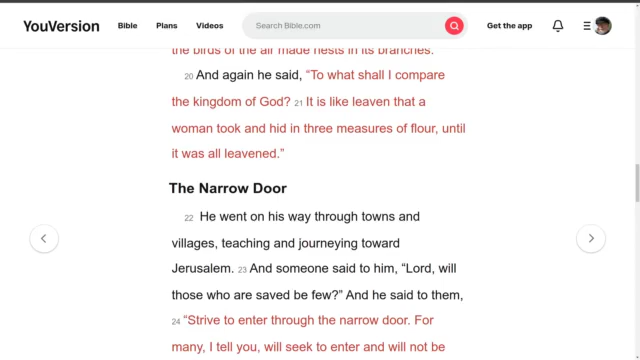 YouVersion Bible Plans Videos Search Bible.com Get the app
the birds of the air made nests in its branches.”
20 And again he said, “To what shall I compare
the kingdom of God? 21 It is like leaven that a
woman took and hid in three measures of flour, until
it was all leavened.”
The Narrow Door
22 He went on his way through towns and
villages, teaching and journeying toward
Jerusalem. 23 And someone said to him, “Lord, will
those who are saved be few?” And he said to them,
24 “Strive to enter through the narrow door. For
many, I tell you, will seek to enter and will not be